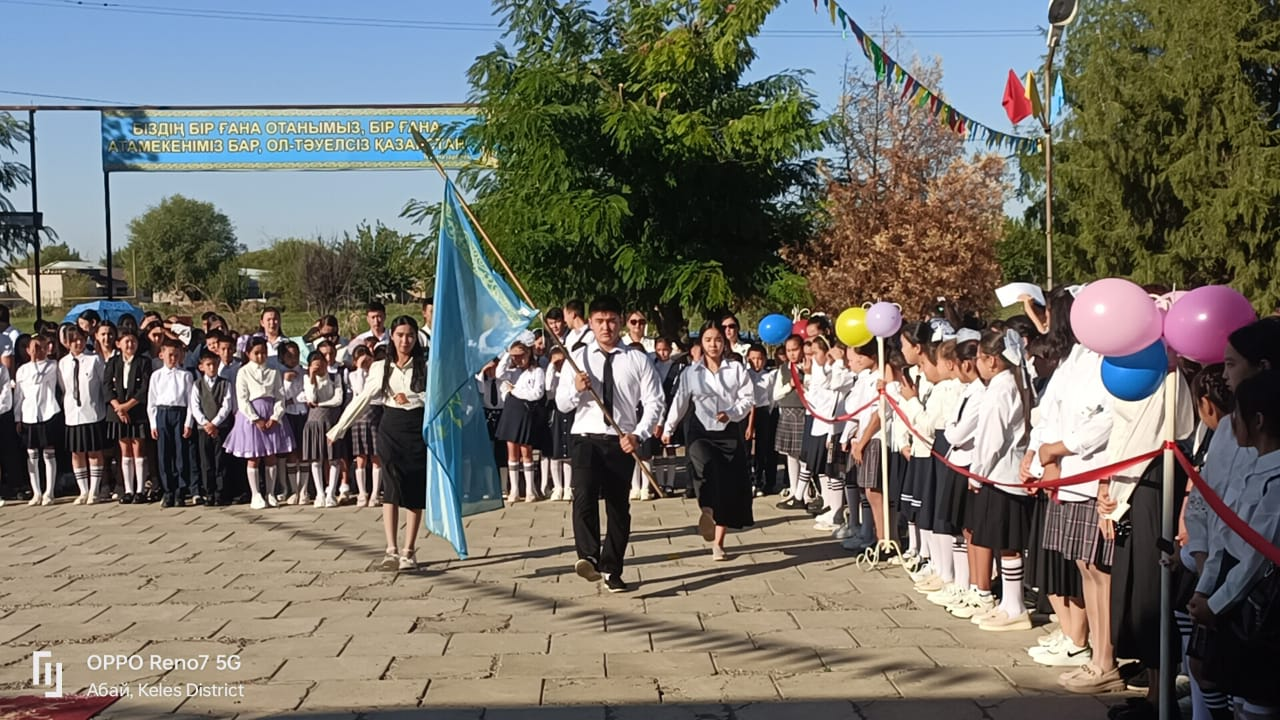 БІЗДІҢ БІР ҒАНА ОТАНЫМЫЗ, БІР ҒАНА
АТАМЕКЕНІМІЗ БАР, ОЛ-ТӘУЕЛСІЗ ҚАЗАҚСТАН
OPPO Reno7 5G
Абай, Keles District